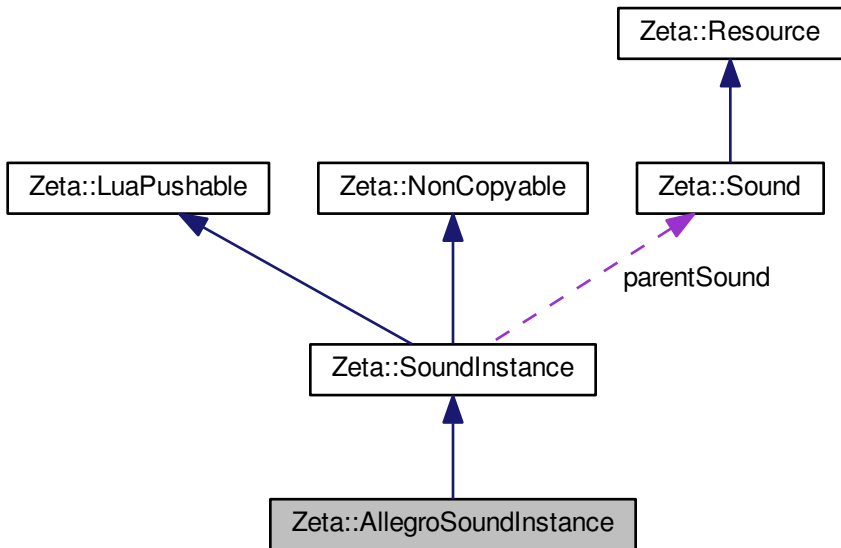 Zeta::Resource
Zeta::LuaPushable
Zeta::NonCopyable
Zeta::Sound
parentSound
Zeta::SoundInstance
Zeta::AllegroSoundInstance